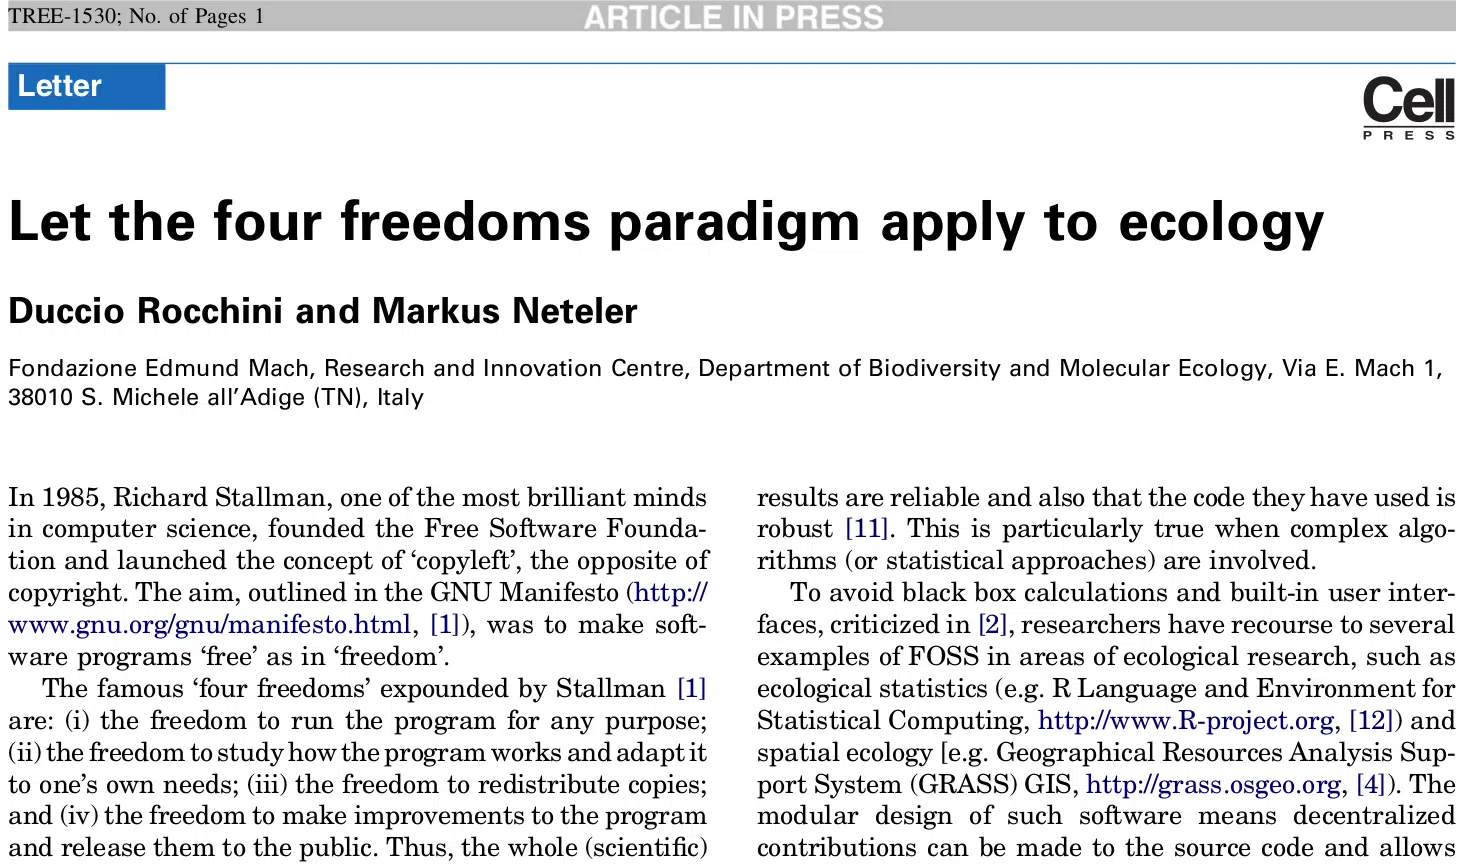 TREE-1530; No. of Pages 1
ARTICLE IN PRESS
Letter
Cell
PRESS
Let the four freedoms paradigm apply to ecology
Duccio Rocchini and Markus Neteler
Fondazione Edmund Mach, Research and Innovation Centre, Department of Biodiversity and Molecular Ecology, Via E. Mach 1,
38010 S. Michele all'Adige (TN), Italy
In 1985, Richard Stallman, one of the most brilliant minds
in computer science, founded the Free Software Founda-
tion and launched the concept of ‘copyleft’, the opposite of
copyright. The aim, outlined in the GNU Manifesto (http://
www.gnu.org/gnu/manifesto.html, [1]), was to make soft-
ware programs ‘free’ as in ‘freedom’.
The famous ‘four freedoms’ expounded by Stallman [1]
are: (i) the freedom to run the program for any purpose;
(ii) the freedom to study how the program works and adapt it
to one’s own needs; (iii) the freedom to redistribute copies;
and (iv) the freedom to make improvements to the program
and release them to the public. Thus, the whole (scientific)
results are reliable and also that the code they have used is
robust [11]. This is particularly true when complex algo-
rithms (or statistical approaches) are involved.
To avoid black box calculations and built-in user inter-
faces, criticized in [2], researchers have recourse to several
examples of FOSS in areas of ecological research, such as
ecological statistics (e.g. R Language and Environment for
Statistical Computing, http://www.R-project.org, [12]) and
spatial ecology [e.g. Geographical Resources Analysis Sup-
port System (GRASS) GIS, http://grass.osgeo.org, [4]). The
modular design of such software means decentralized
contributions can be made to the source code and allows